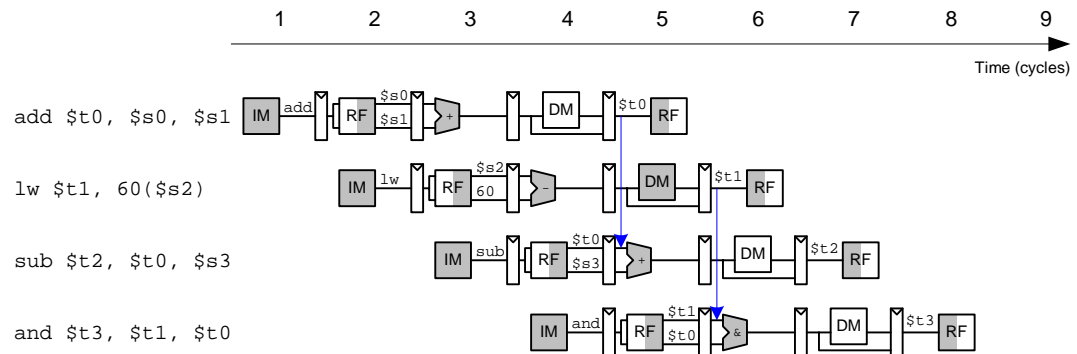 1 2 3 4 5 6 7 8 9
Time (cycles)
add $t0, $s0, $s1 IM add RF $s0 $s1 + DM $t0 RF
lw $t1, 60($s2) IM lw RF $s2 60 - DM $t1 RF
sub $t2, $t0, $s3 IM sub RF $t0 $s3 + DM $t2 RF
and $t3, $t1, $t0 IM and RF $t1 $t0 & DM $t3 RF